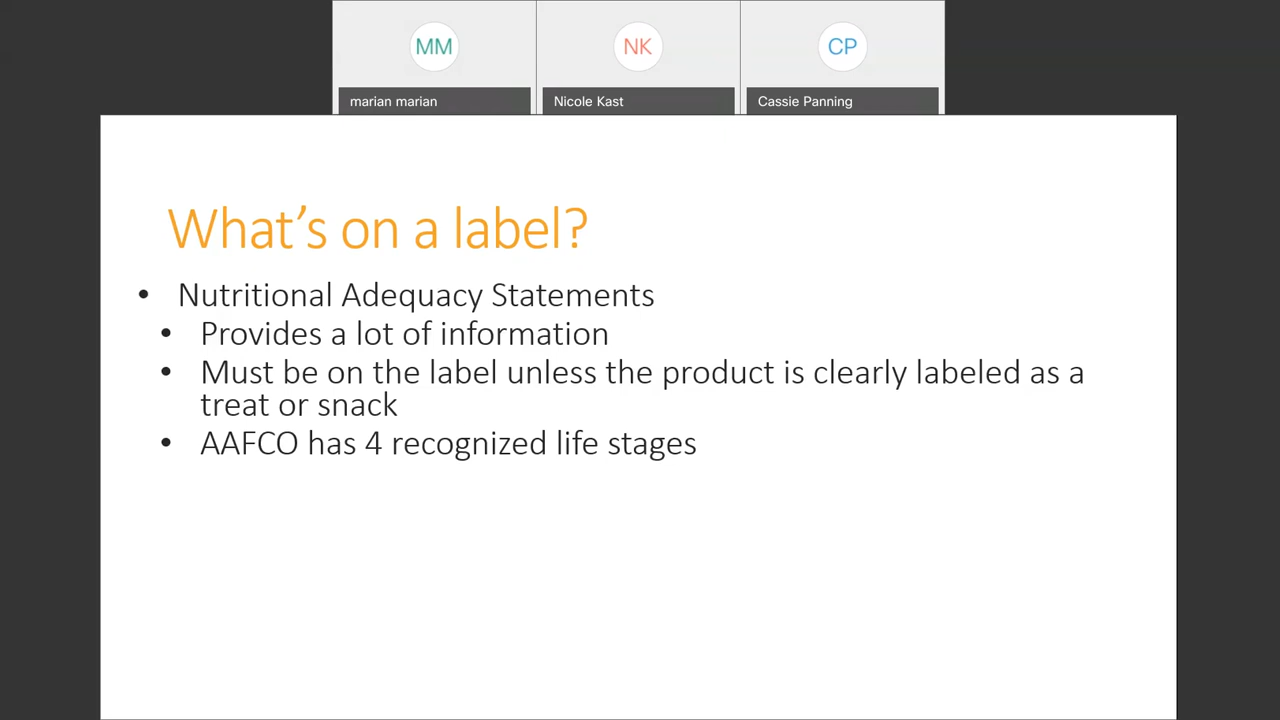 MM
NK
CP
marian marian
Nicole Kast
Cassie Panning
What's on a label?
• Nutritional Adequacy Statements
• Provides a lot of information
• Must be on the label unless the product is clearly labeled as a
treat or snack
• AAFCO has 4 recognized life stages